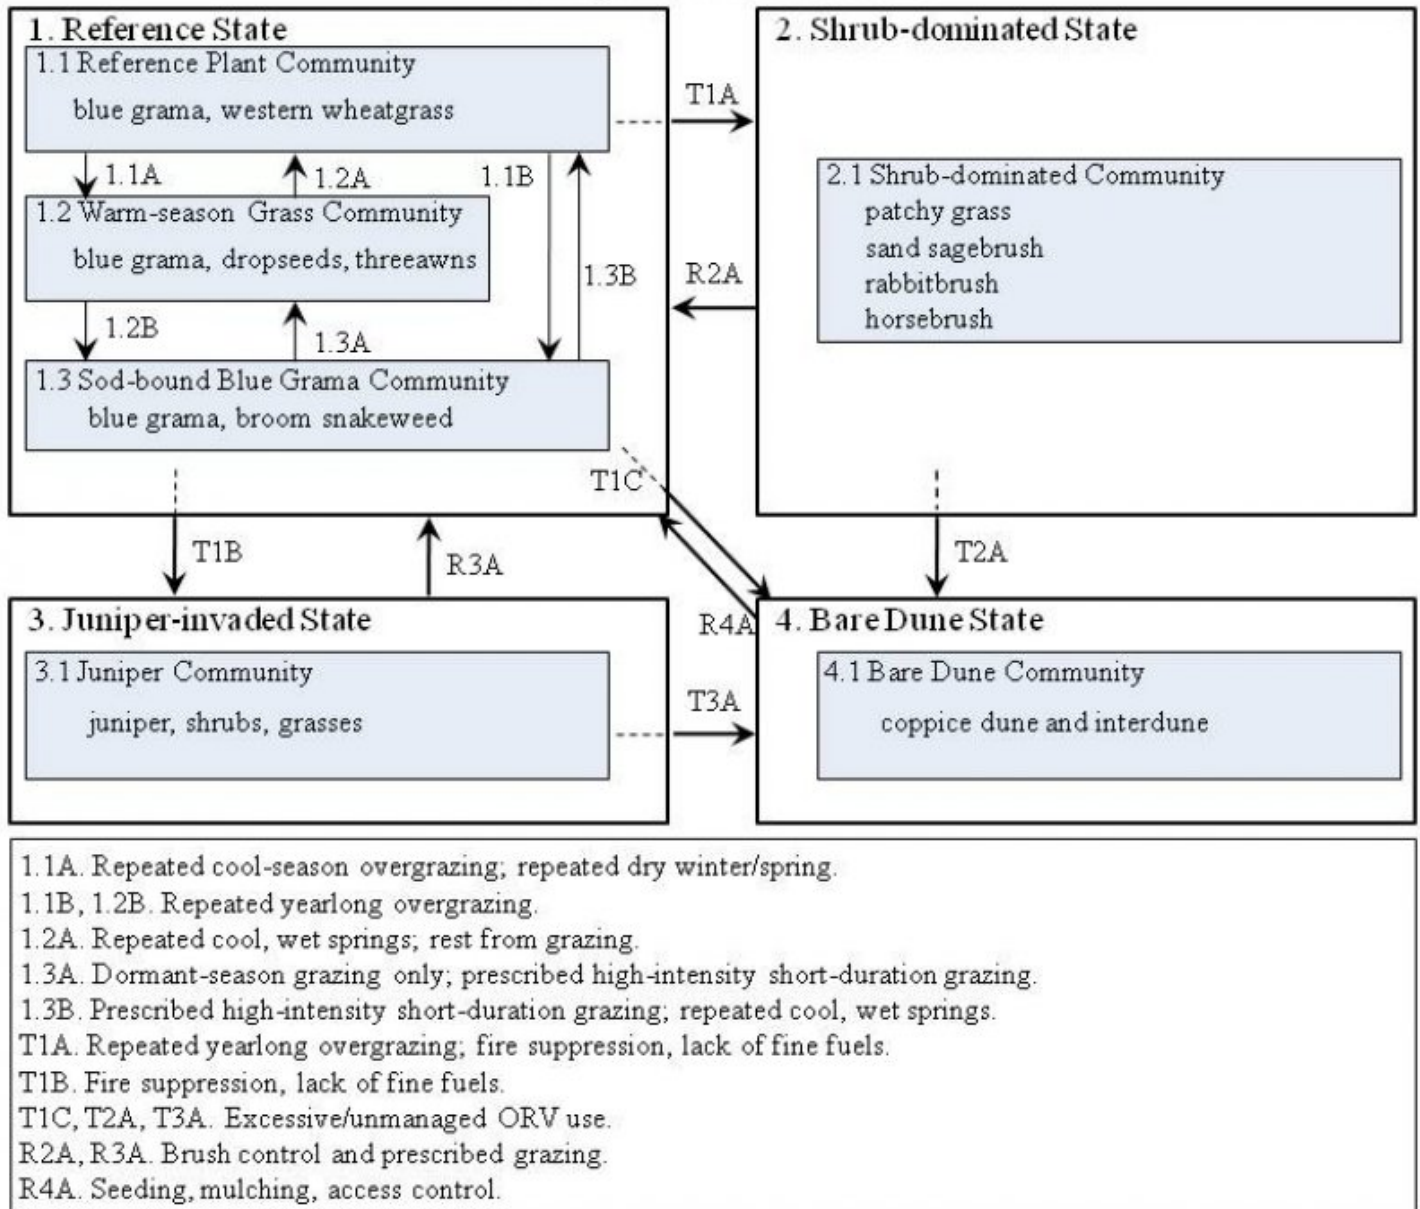 1. Reference State
1.1 Reference Plant Community
blue grama, western wheatgrass
1.1A
1.2A
1.1B
1.2 Warm-season Grass Community
blue grama, dropseeds, threeawns
1.3B
1.2B
1.3A
1.3 Sod-bound Blue Grama Community
blue grama, broom snakeweed
T1A
R2A
2. Shrub-dominated State
2.1 Shrub-dominated Community
patchy grass
sand sagebrush
rabbitbrush
horsebrush
T1C
T1B
R3A
R4A
T2A
3. Juniper-invaded State
3.1 Juniper Community
juniper, shrubs, grasses
T3A
4. Bare Dune State
4.1 Bare Dune Community
coppice dune and interdune
1.1A. Repeated cool-season overgrazing; repeated dry winter/spring.
1.1B, 1.2B. Repeated yearlong overgrazing.
1.2A. Repeated cool, wet springs; rest from grazing.
1.3A. Dormant-season grazing only; prescribed high-intensity short-duration grazing.
1.3B. Prescribed high-intensity short-duration grazing; repeated cool, wet springs.
T1A. Repeated yearlong overgrazing; fire suppression, lack of fine fuels.
T1B. Fire suppression, lack of fine fuels.
T1C, T2A, T3A. Excessive/unmanaged ORV use.
R2A, R3A. Brush control and prescribed grazing.
R4A. Seeding, mulching, access control.